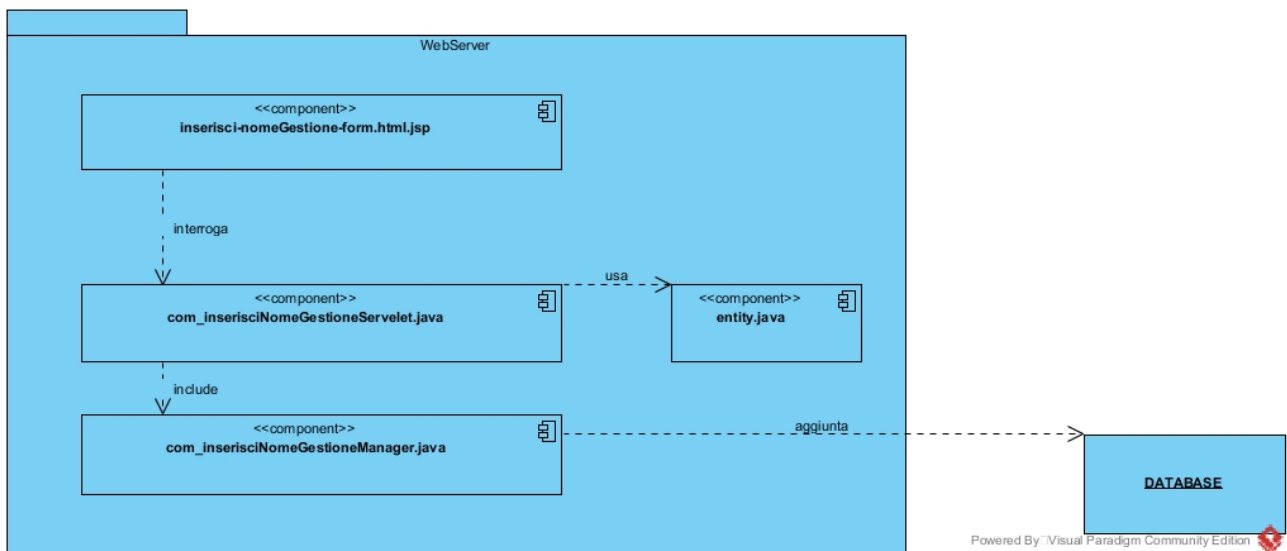 WebServer
<<component>>
inserisci-nomeGestione-form.html.jsp
interroga
<<component>>
com_inserisciNomeGestioneServelet.java
usa
<<component>>
entity.java
include
<<component>>
com_inserisciNomeGestioneManager.java
aggiunta
DATABASE
Powered By Visual Paradigm Community Edition